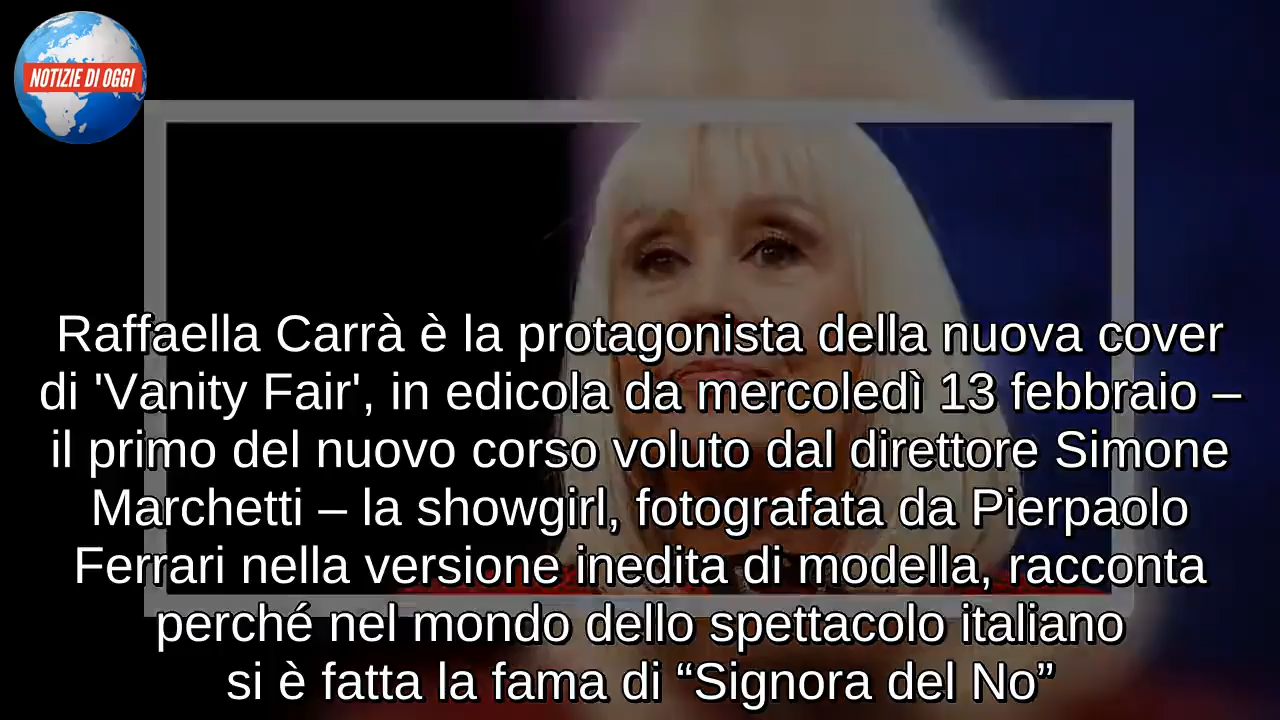 NOTIZIE DI OGGI
Raffaella Carrà è la protagonista della nuova cover
di 'Vanity Fair', in edicola da mercoledì 13 febbraio –
il primo del nuovo corso voluto dal direttore Simone
Marchetti – la showgirl, fotografata da Pierpaolo
Ferrari nella versione inedita di modella, racconta
perché nel mondo dello spettacolo italiano
si è fatta la fama di “Signora del No”